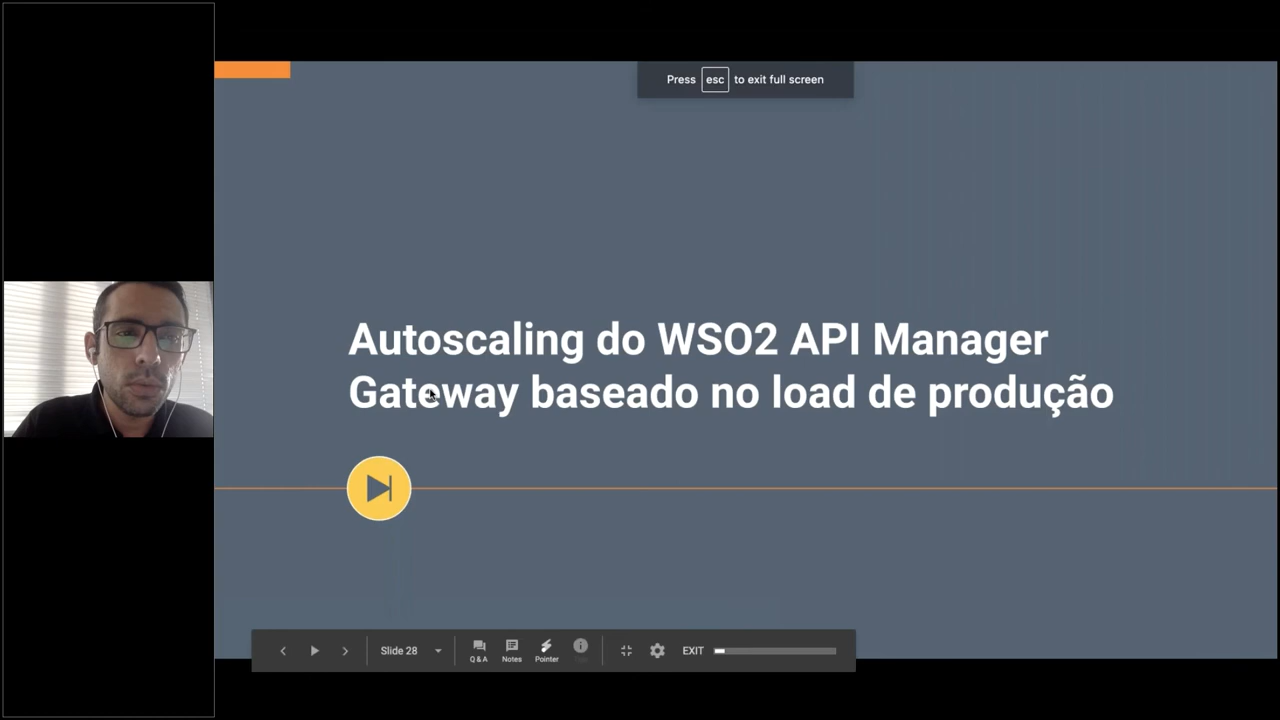 Press esc to exit full screen
Autoscaling do WSO2 API Manager
Gateway baseado no load de produção
Slide 28
Q & A
Notes
Pointer
EXIT